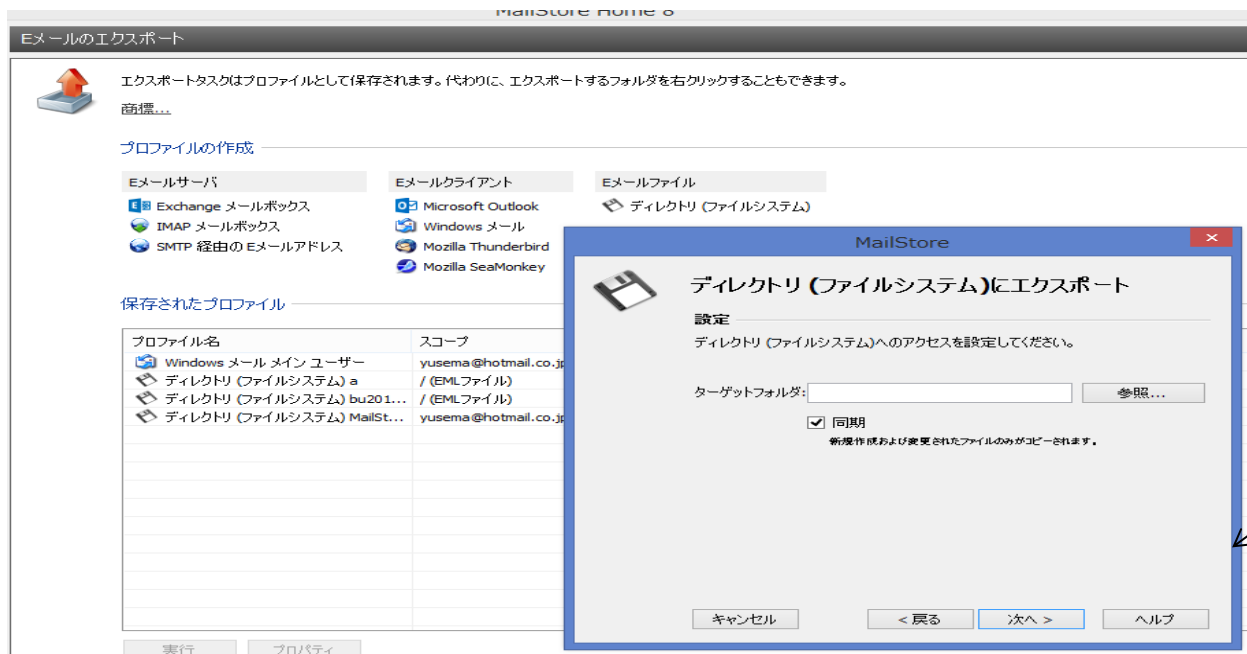 MailStore Home 8
Eメールのエクスポート
エクスポートタスクはプロファイルとして保存されます。代わりに、エクスポートするフォルダを右クリックすることもできます。
商標...
プロファイルの作成
Eメールサーバ
Exchange メールボックス
IMAP メールボックス
SMTP 経由の Eメールアドレス
Eメールクライアント
Microsoft Outlook
Windows メール
Mozilla Thunderbird
Mozilla SeaMonkey
Eメールファイル
ディレクトリ (ファイルシステム)
保存されたプロファイル
プロファイル名 スコープ
Windows メール メイン ユーザー yusema@hotmail.co.jp
ディレクトリ (ファイルシステム) a / (EMLファイル)
ディレクトリ (ファイルシステム) bu201... / (EMLファイル)
ディレクトリ (ファイルシステム) MailSt... yusema@hotmail.co.jp
実行 プロパティ
MailStore
ディレクトリ (ファイルシステム)にエクスポート
設定
ディレクトリ (ファイルシステム)へのアクセスを設定してください。
ターゲットフォルダ: 参照...
同期
新規作成および変更されたファイルのみがコピーされます。
キャンセル < 戻る 次へ > ヘルプ